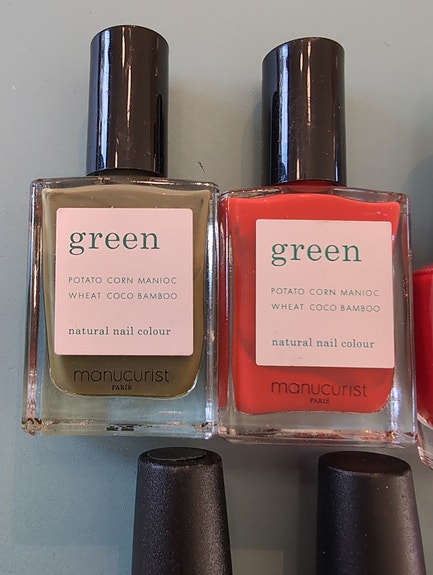 green
POTATO CORN MANIOC
WHEAT COCO BAMBOO
natural nail colour
manucurist
PARIS
green
POTATO CORN MANIOC
WHEAT COCO BAMBOO
natural nail colour
manucurist
PARIS